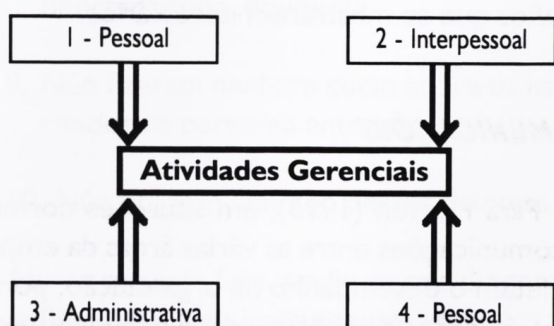 1 - Pessoal
2 - Interpessoal
Atividades Gerenciais
3 - Administrativa
4 - Pessoal